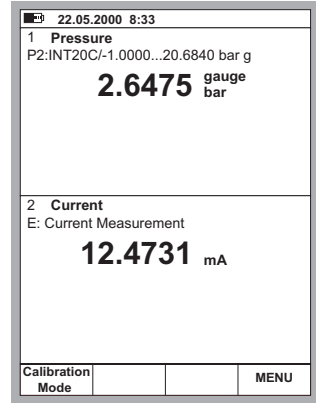 22.05.2000 8:33
1 Pressure
P2:INT20C/-1.0000...20.6840 bar g
2.6475 gauge bar
2 Current
E: Current Measurement
12.4731 mA
Calibration Mode
MENU